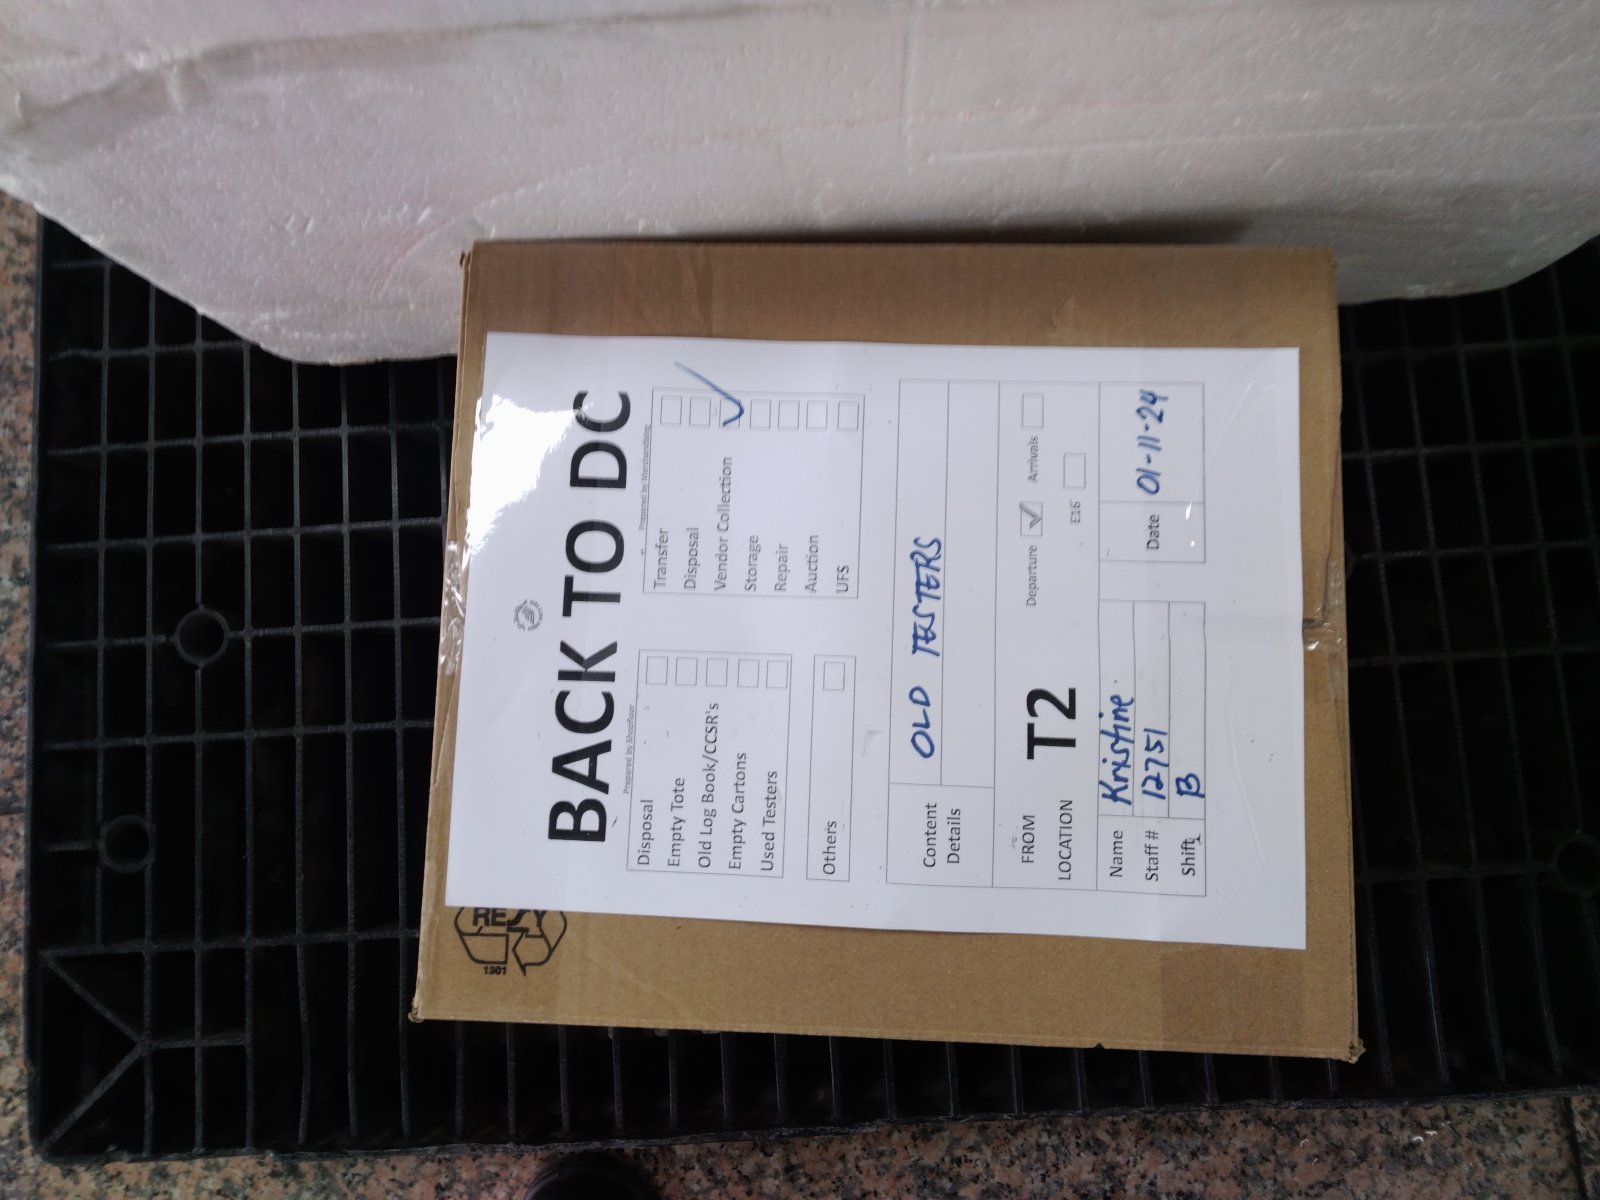 BACK TO DC
Prepared by Shopfloor
Disposal
Empty Tote
Old Log Book/CCSR's
Empty Cartons
Used Testers
Others
Prepared by Merchandising
Transfer
Disposal
Vendor Collection
Storage
Repair
Auction
UFS
Content Details OLD TESTERS
FROM LOCATION T2
Departure Arrivals
E16
Name Kristine
Staff # 12751
Shift B
Date 01-11-24
RESY
1301